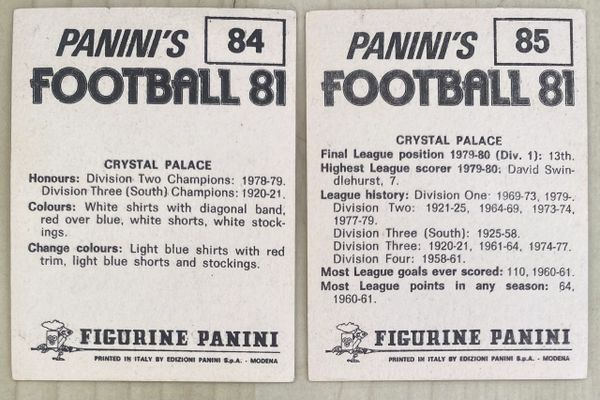 PANINI'S 84
FOOTBALL 81
CRYSTAL PALACE
Honours: Division Two Champions: 1978-79.
Division Three (South) Champions: 1920-21.
Colours: White shirts with diagonal band,
red over blue, white shorts, white stock-
ings.
Change colours: Light blue shirts with red
trim, light blue shorts and stockings.
FIGURINE PANINI
PRINTED IN ITALY BY EDIZIONI PANINI S.p.A. - MODENA
PANINI'S 85
FOOTBALL 81
CRYSTAL PALACE
Final League position 1979-80 (Div. 1): 13th.
Highest League scorer 1979-80: David Swin-
dlehurst, 7.
League history: Division One: 1969-73, 1979-.
Division Two: 1921-25, 1964-69, 1973-74,
1977-79.
Division Three (South): 1925-58.
Division Three: 1920-21, 1961-64, 1974-77.
Division Four: 1958-61.
Most League goals ever scored: 110, 1960-61.
Most League points in any season: 64,
1960-61.
FIGURINE PANINI
PRINTED IN ITALY BY EDIZIONI PANINI S.p.A. - MODENA